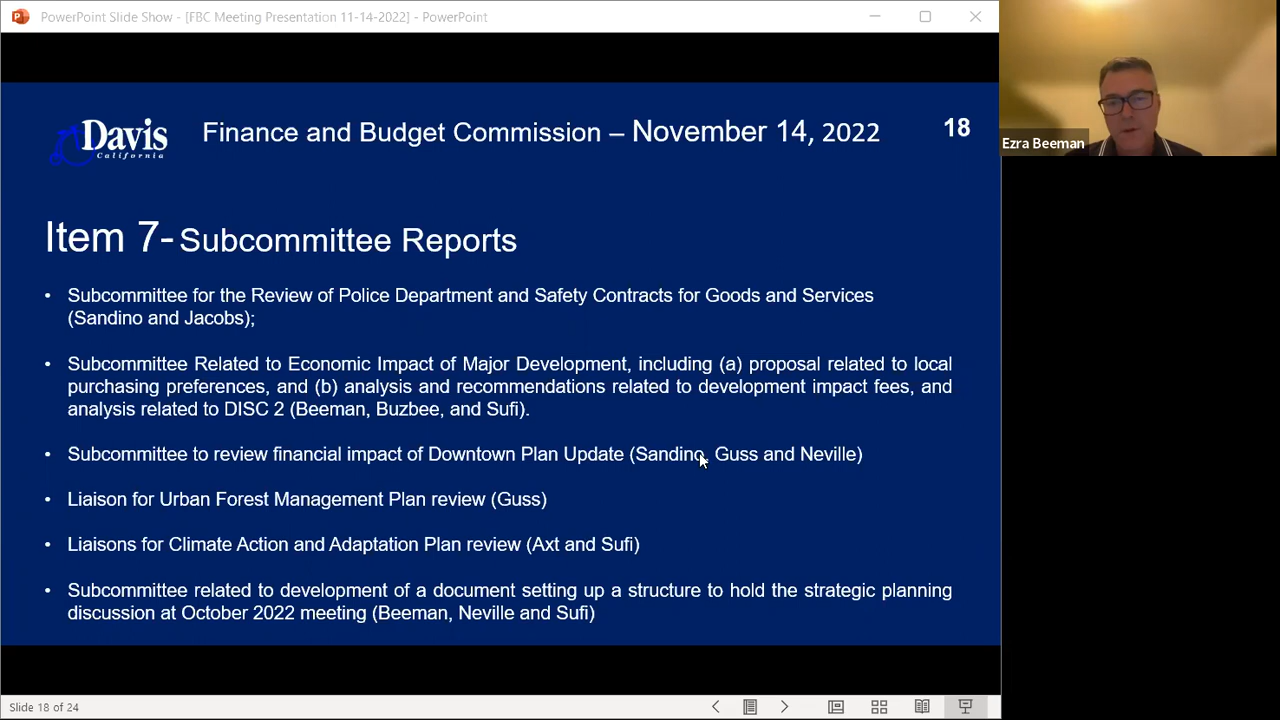 PowerPoint Slide Show - [FBC Meeting Presentation 11-14-2022] - PowerPoint
Davis
California
Finance and Budget Commission – November 14, 2022
18
Ezra Beeman
Item 7- Subcommittee Reports
• Subcommittee for the Review of Police Department and Safety Contracts for Goods and Services
(Sandino and Jacobs);
• Subcommittee Related to Economic Impact of Major Development, including (a) proposal related to local
purchasing preferences, and (b) analysis and recommendations related to development impact fees, and
analysis related to DISC 2 (Beeman, Buzbee, and Sufi).
• Subcommittee to review financial impact of Downtown Plan Update (Sandino, Guss and Neville)
• Liaison for Urban Forest Management Plan review (Guss)
• Liaisons for Climate Action and Adaptation Plan review (Axt and Sufi)
• Subcommittee related to development of a document setting up a structure to hold the strategic planning
discussion at October 2022 meeting (Beeman, Neville and Sufi)
Slide 18 of 24